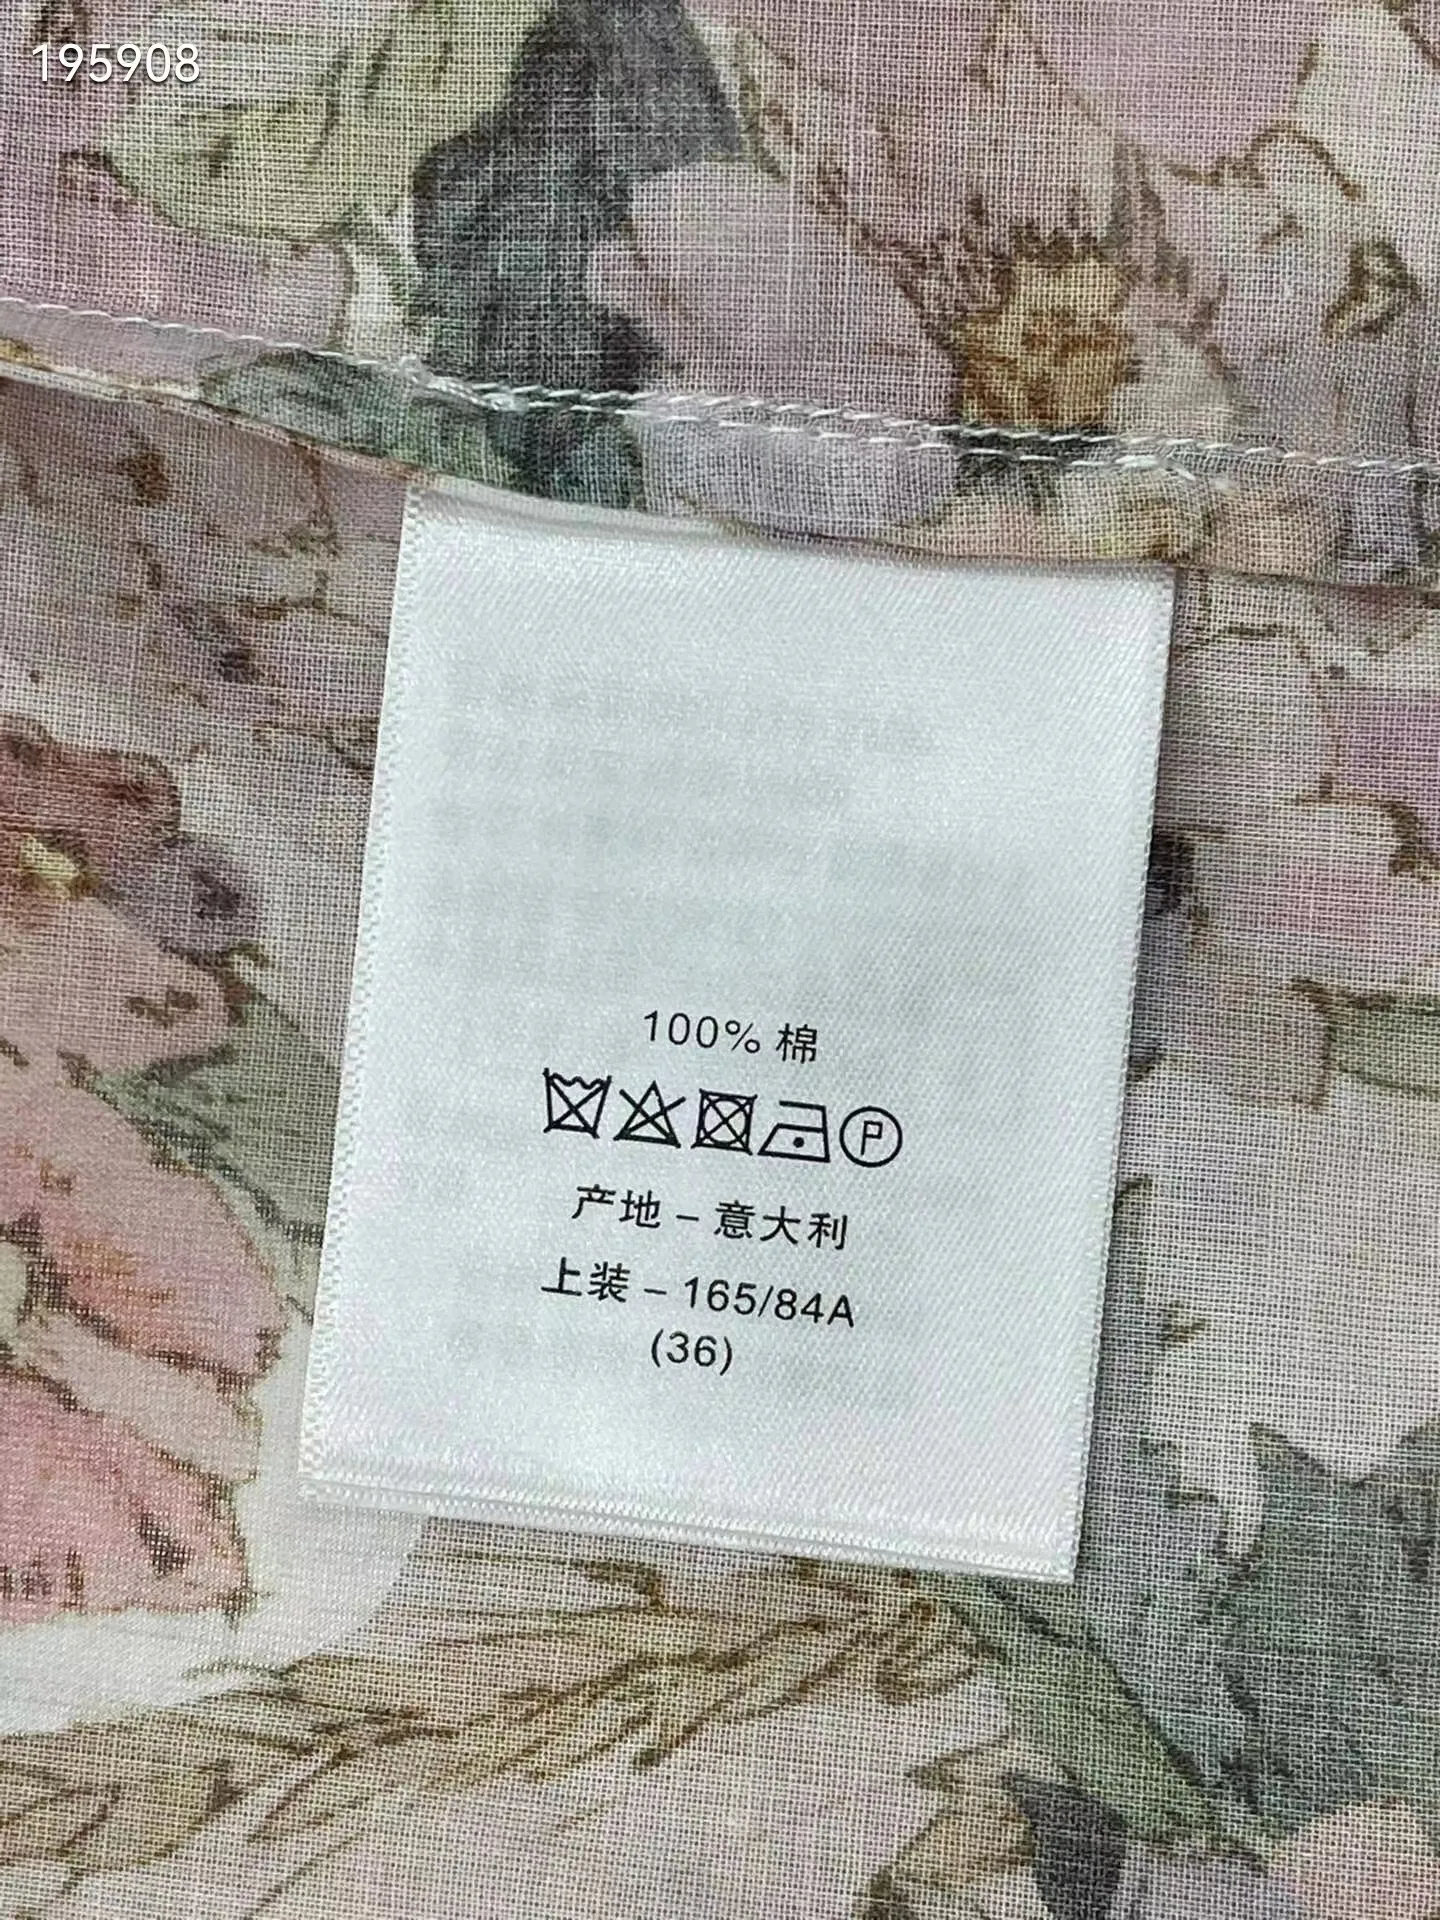 195908
100% 棉
P
产地 – 意大利
上装 – 165/84A
(36)